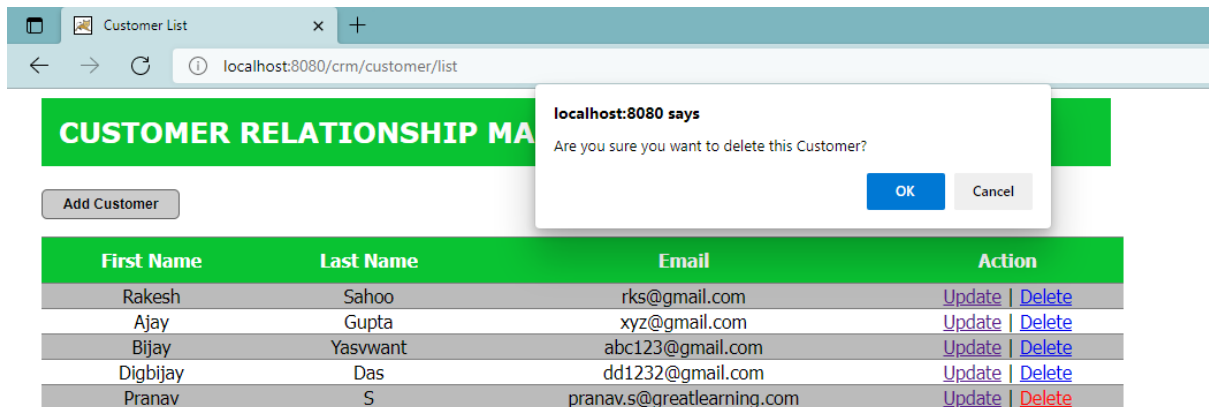 Customer List
localhost:8080/crm/customer/list
localhost:8080 says
Are you sure you want to delete this Customer?
OK Cancel
CUSTOMER RELATIONSHIP MA
Add Customer
First Name Last Name Email Action
Rakesh Sahoo rks@gmail.com Update | Delete
Ajay Gupta xyz@gmail.com Update | Delete
Bijay Yasvwant abc123@gmail.com Update | Delete
Digbijay Das dd1232@gmail.com Update | Delete
Pranav S pranav.s@greatlearning.com Update | Delete